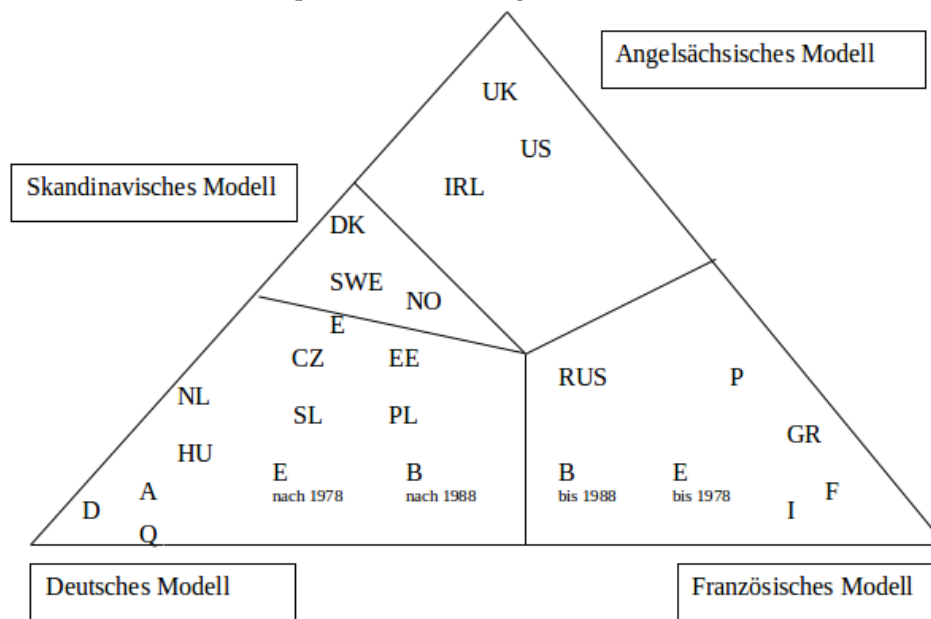 Angelsächsisches Modell
UK
US
Skandinavisches Modell
IRL
DK
SWE
NO
E
CZ
EE
RUS
P
NL
SL
PL
GR
HU
E
nach 1978
B
nach 1988
B
bis 1988
E
bis 1978
F
A
D
I
Q
Deutsches Modell
Französisches Modell